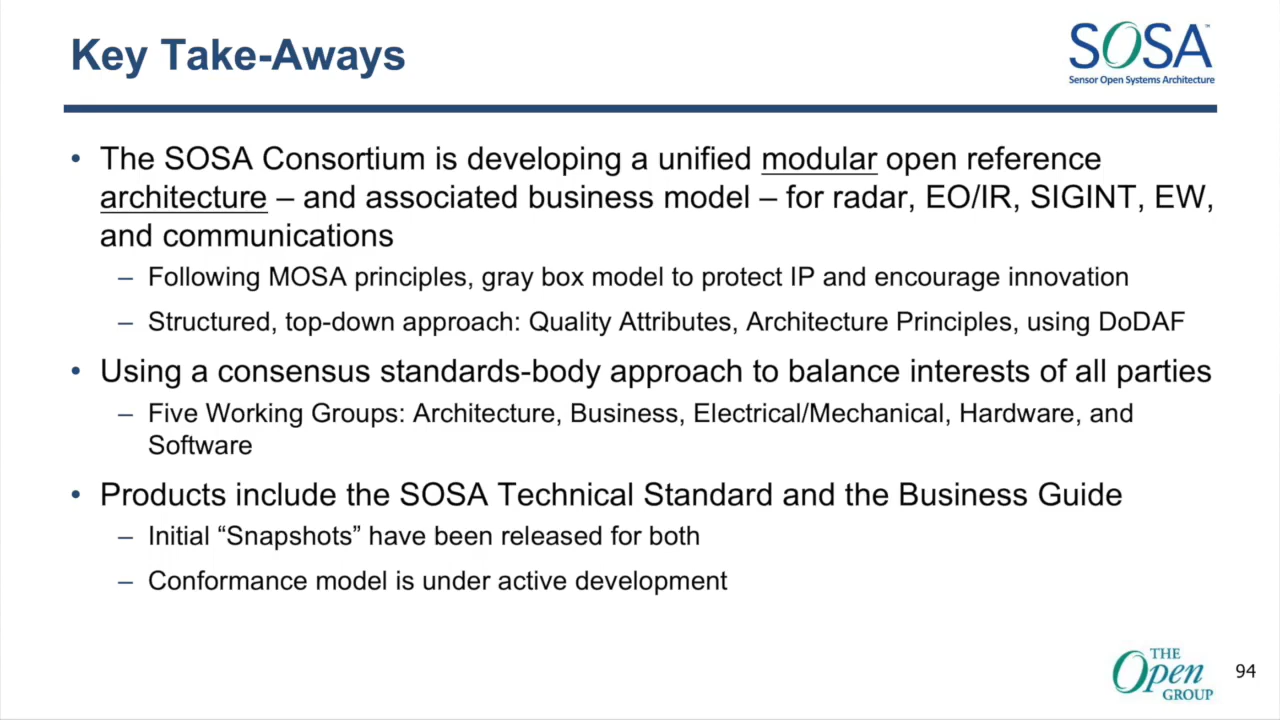 Key Take-Aways
SOSA™
Sensor Open Systems Architecture
• The SOSA Consortium is developing a unified modular open reference
architecture – and associated business model – for radar, EO/IR, SIGINT, EW,
and communications
– Following MOSA principles, gray box model to protect IP and encourage innovation
– Structured, top-down approach: Quality Attributes, Architecture Principles, using DoDAF
• Using a consensus standards-body approach to balance interests of all parties
– Five Working Groups: Architecture, Business, Electrical/Mechanical, Hardware, and
Software
• Products include the SOSA Technical Standard and the Business Guide
– Initial “Snapshots” have been released for both
– Conformance model is under active development
THE
Open
GROUP
94